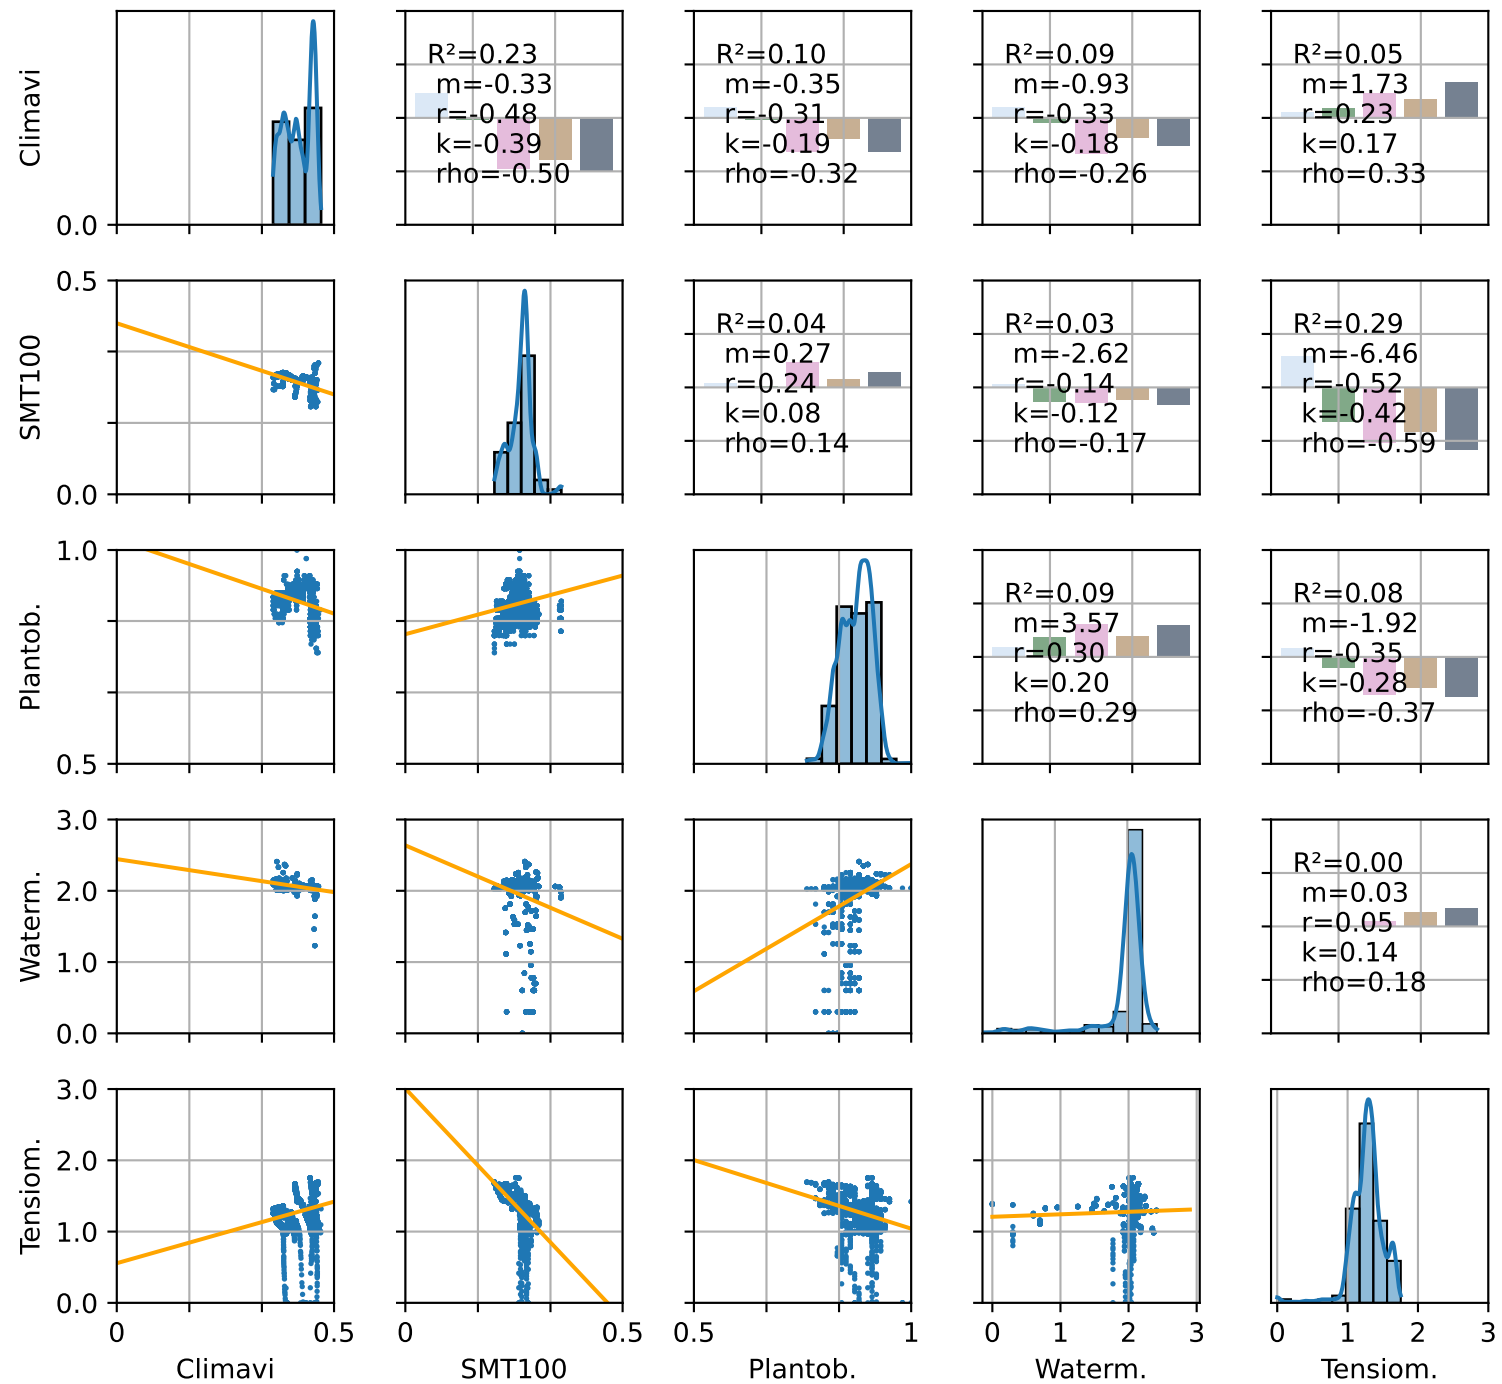 Climavi
0.0
R²=0.23
m=-0.33
r=-0.48
k=-0.39
rho=-0.50
R²=0.10
m=-0.35
r=-0.31
k=-0.19
rho=-0.32
R²=0.09
m=-0.93
r=-0.33
k=-0.18
rho=-0.26
R²=0.05
m=1.73
r=0.23
k=0.17
rho=0.33
SMT100
0.5
0.0
R²=0.04
m=0.27
r=0.24
k=0.08
rho=0.14
R²=0.03
m=-2.62
r=-0.14
k=-0.12
rho=-0.17
R²=0.29
m=-6.46
r=-0.52
k=-0.42
rho=-0.59
Plantob.
1.0
0.5
R²=0.09
m=3.57
r=0.30
k=0.20
rho=0.29
R²=0.08
m=-1.92
r=-0.35
k=-0.28
rho=-0.37
Waterm.
3.0
2.0
1.0
0.0
R²=0.00
m=0.03
r=0.05
k=0.14
rho=0.18
Tensiom.
3.0
2.0
1.0
0.0
0 0.5
0 0.5
0.5 1
0 1 2 3
0 1 2 3
Climavi
SMT100
Plantob.
Waterm.
Tensiom.